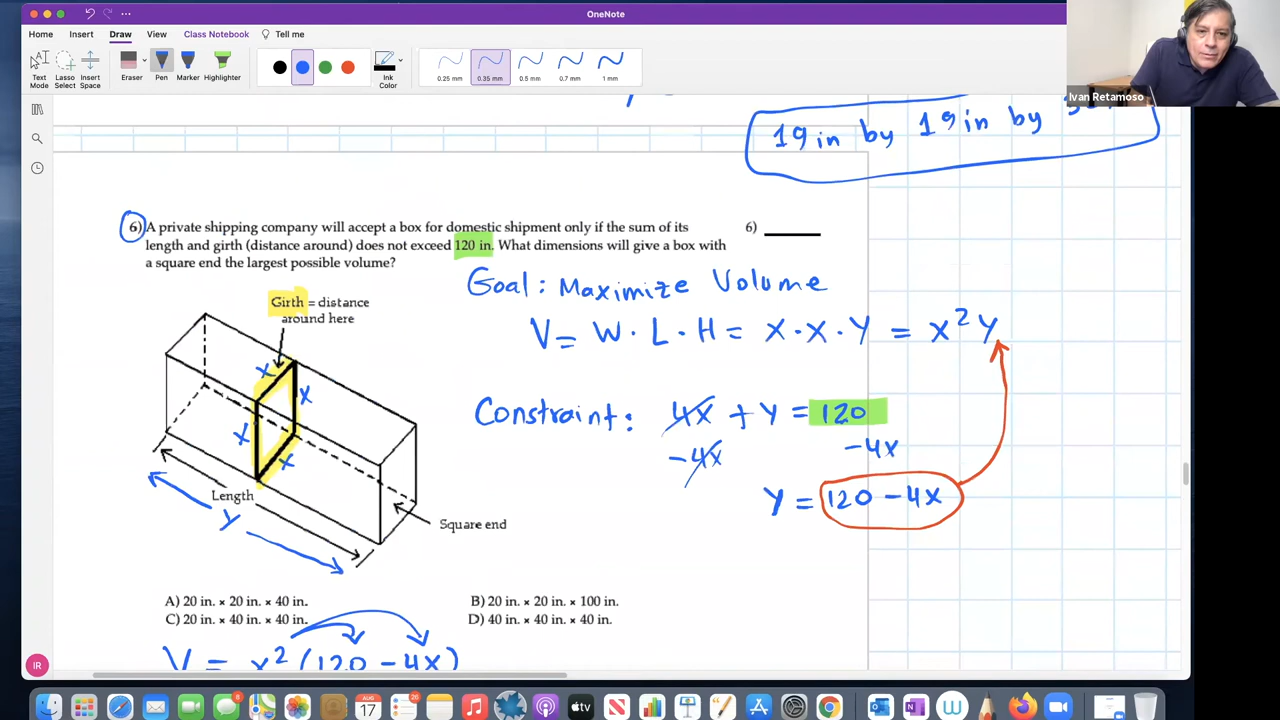 OneNote
Home Insert Draw View Class Notebook Tell me
Text Mode Lasso Select Insert Space Eraser Pen Marker Highlighter Ink Color 0.25 mm 0.35 mm 0.5 mm 0.7 mm 1 mm
Ivan Retamoso
19 in by 19 in by
6) A private shipping company will accept a box for domestic shipment only if the sum of its
length and girth (distance around) does not exceed 120 in. What dimensions will give a box with
a square end the largest possible volume?
6)
Goal: Maximize Volume
V = W · L · H = X · X · Y = X² Y
Girth = distance
around here
X
X
X
X
Constraint: 4X + Y = 120
-4X -4X
Y = 120 - 4X
Length
Y
Square end
A) 20 in. × 20 in. × 40 in.
B) 20 in. × 20 in. × 100 in.
C) 20 in. × 40 in. × 40 in.
D) 40 in. × 40 in. × 40 in.
V = X² (120 - 4X)
IR
AUG
17
8
26
tv